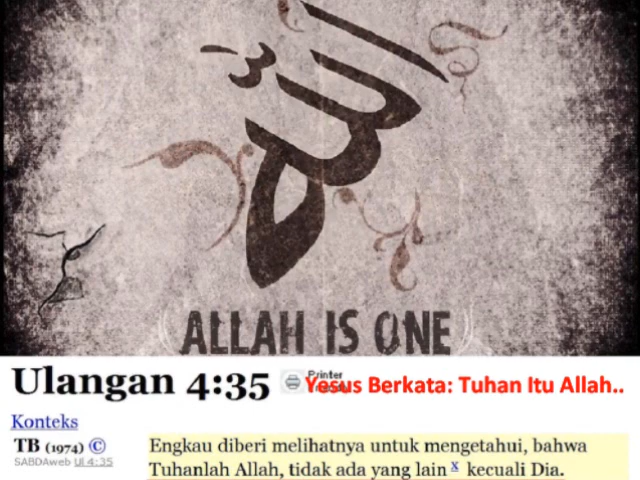 الله
ALLAH IS ONE
Ulangan 4:35
Printer
Yesus Berkata: Tuhan Itu Allah..
Konteks
TB (1974) ©
SABDAweb Ul 4:35
Engkau diberi melihatnya untuk mengetahui, bahwa
Tuhanlah Allah, tidak ada yang lain x kecuali Dia.